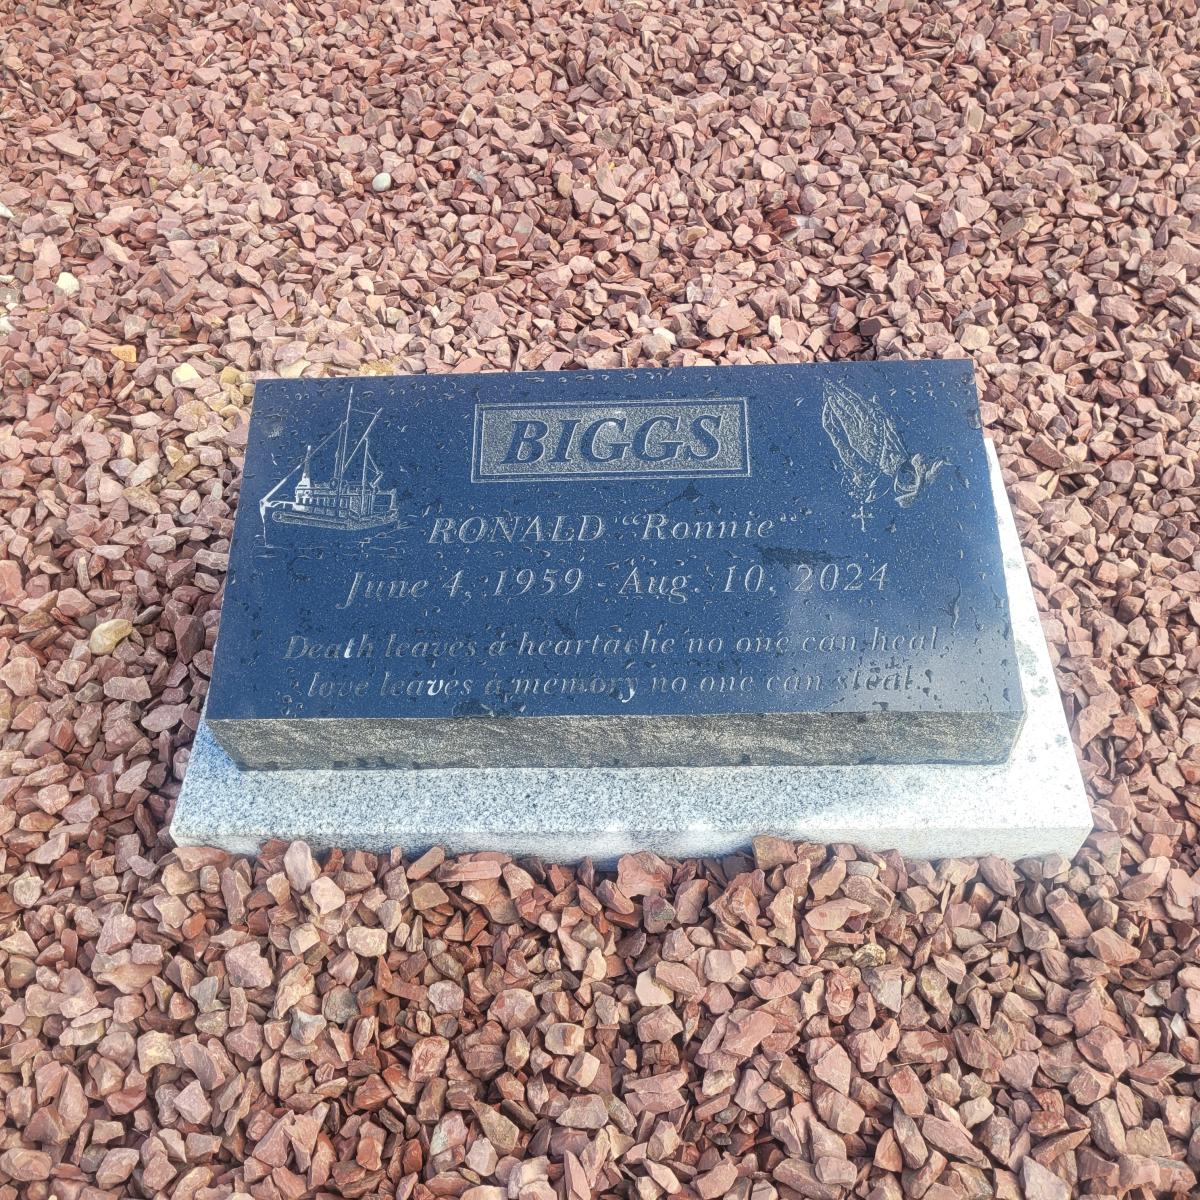 BIGGS
RONALD "Ronnie"
June 4, 1959 - Aug. 10, 2024
Death leaves a heartache no one can heal,
love leaves a memory no one can steal.